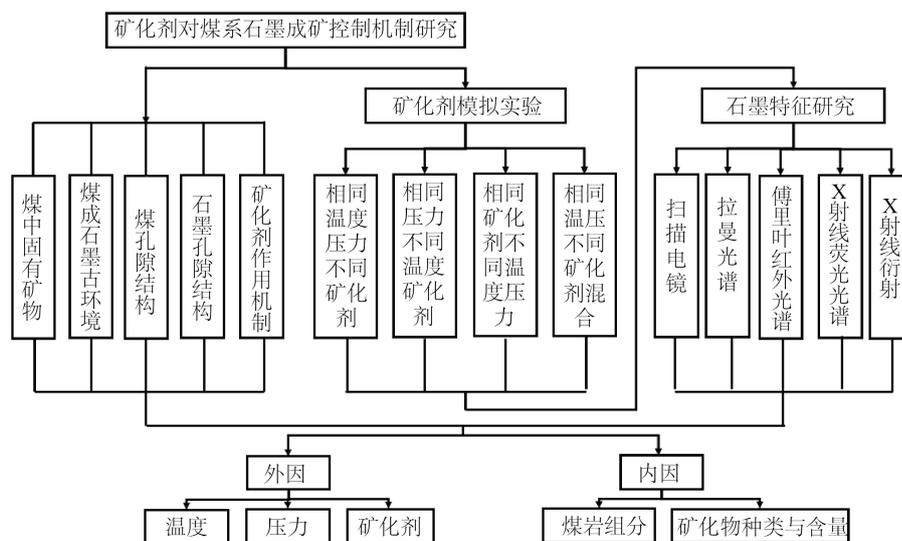 矿化剂对煤系石墨成矿控制机制研究
矿化剂模拟实验
石墨特征研究
煤中固有矿物
煤成石墨古环境
煤孔隙结构
石墨孔隙结构
矿化剂作用机制
相同
温度
压力
不同
矿化
剂
相同
压力
不同
温度
矿化
剂
相同
矿化
剂不
同温
度压
力
相同
温压
不同
矿化
剂混
合
扫描电镜
拉曼光谱
傅里叶红外光谱
X射线荧光光谱
X射线衍射
外因
内因
温度
压力
矿化剂
煤岩组分
矿化物种类与含量